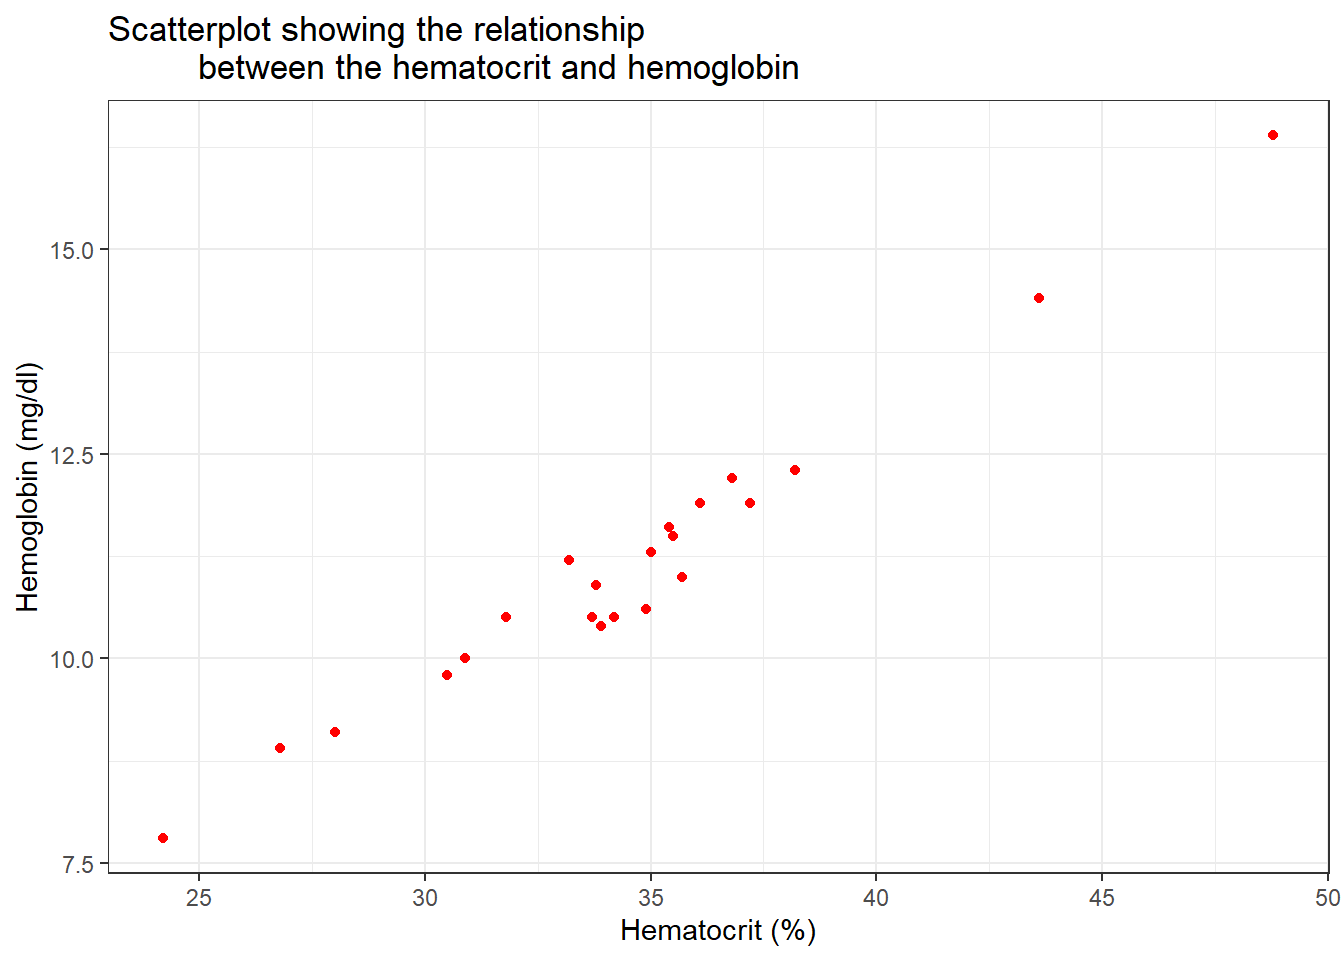 Scatterplot showing the relationship
between the hematocrit and hemoglobin
15.0
12.5
10.0
7.5
Hemoglobin (mg/dl)
25 30 35 40 45 50
Hematocrit (%)